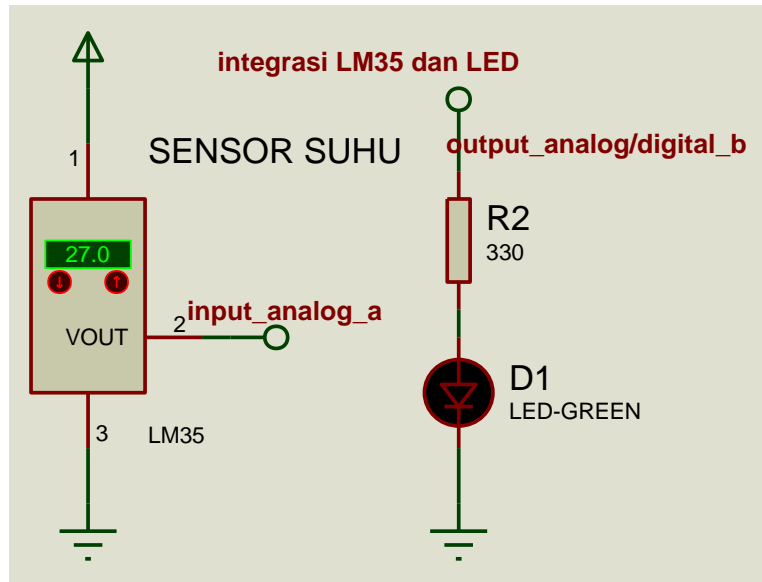 integrasi LM35 dan LED
1
SENSOR SUHU
output_analog/digital_b
R2
330
27.0
↓ ↑
VOUT
2
input_analog_a
D1
LED-GREEN
3
LM35